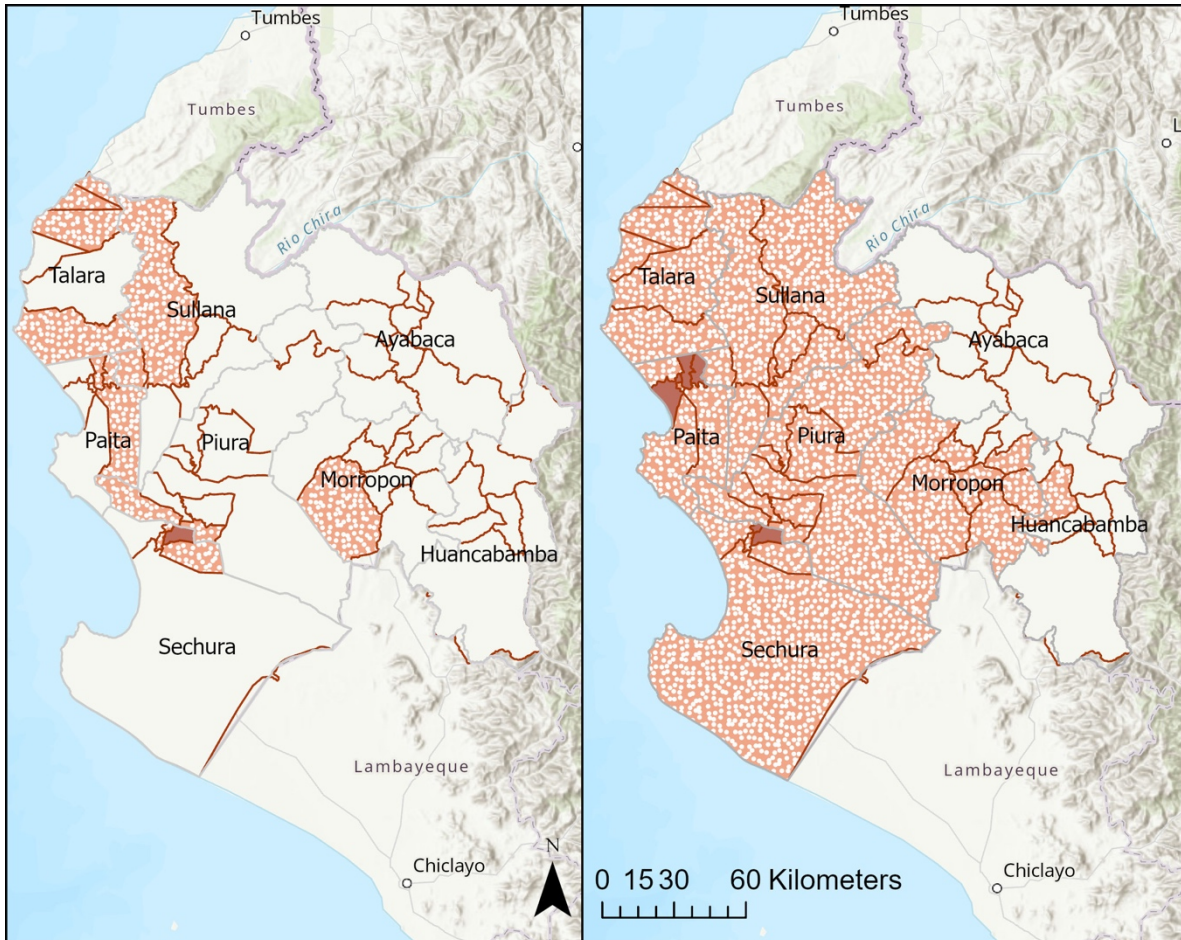 Tumbes
Tumbes
Rio Chira
Talara
Sullana
Ayabaca
Paita
Piura
Morropon
Huancabamba
Sechura
Lambayeque
N
Chiclayo
Tumbes
Tumbes
L
Rio Chira
Talara
Sullana
Ayabaca
Paita
Piura
Morropon
Huancabamba
Sechura
Lambayeque
Chiclayo
0 15 30 60 Kilometers